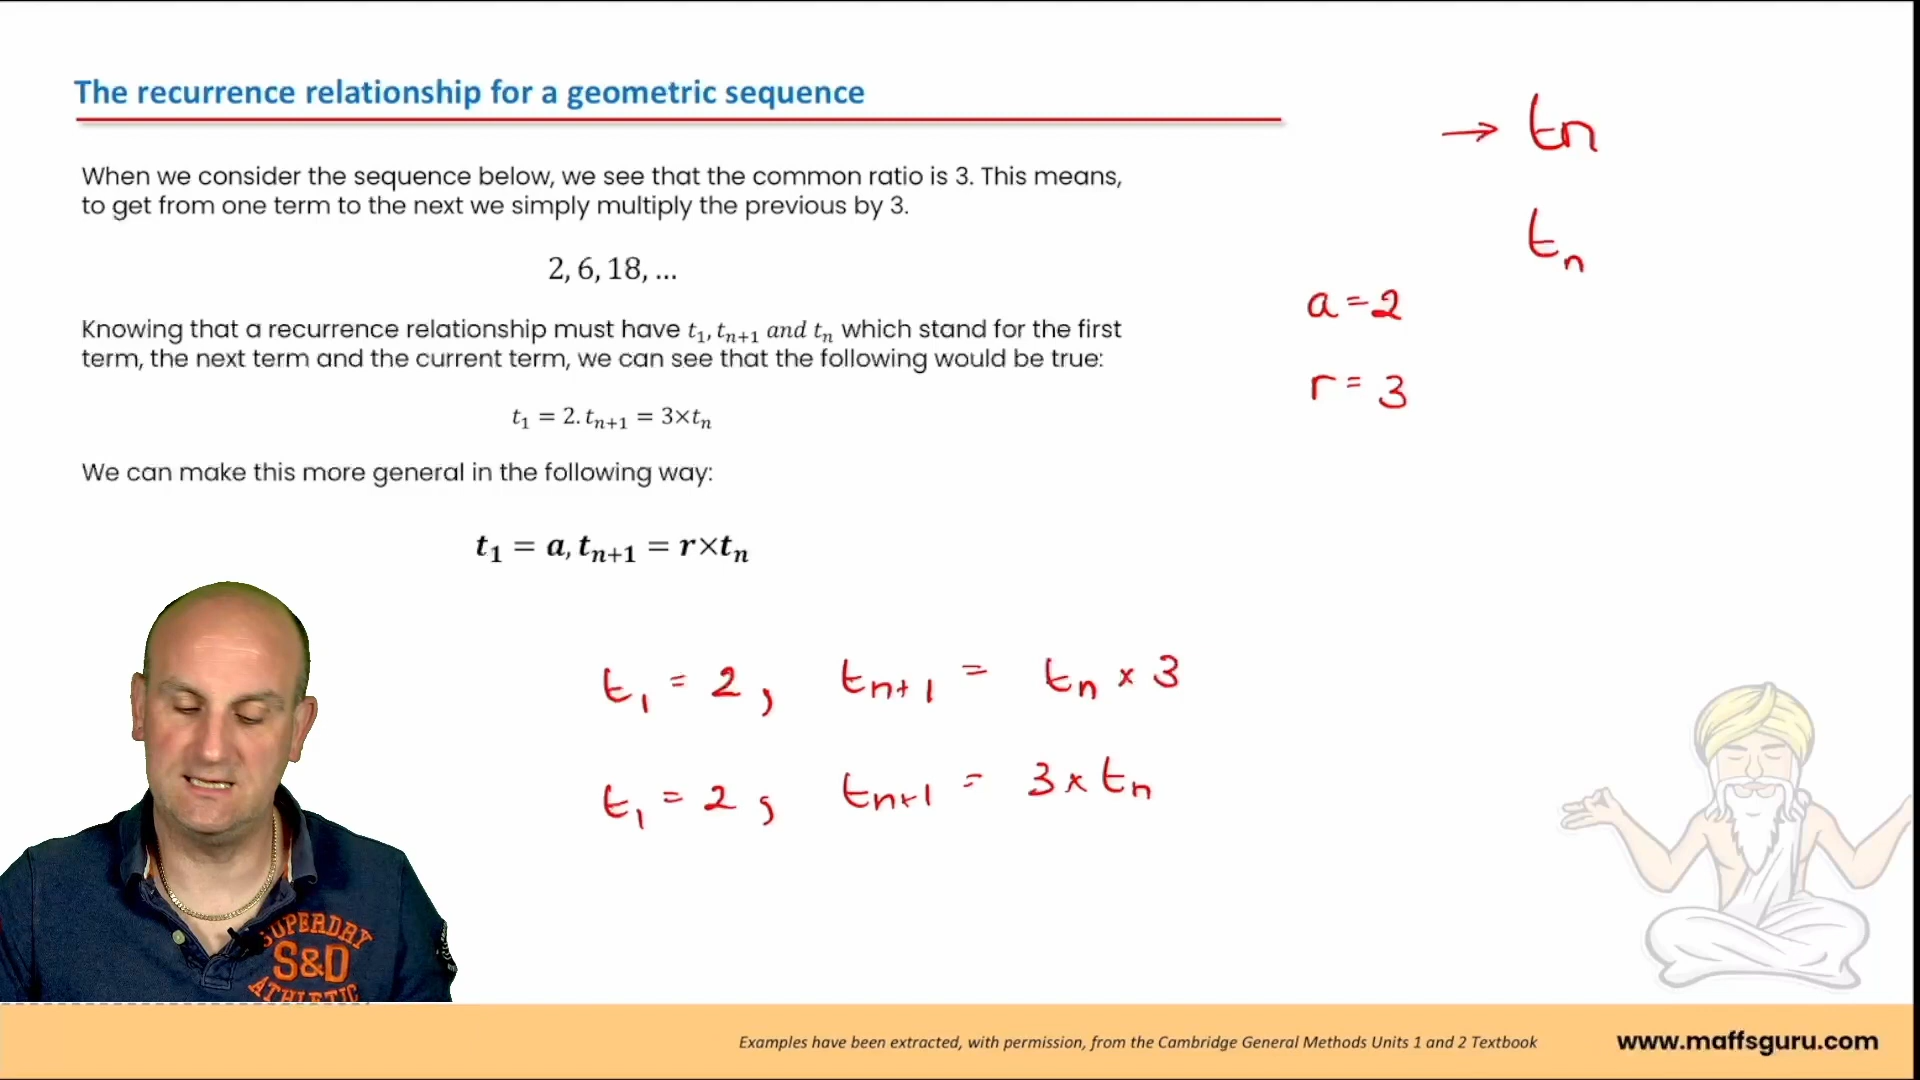 The recurrence relationship for a geometric sequence
When we consider the sequence below, we see that the common ratio is 3. This means,
to get from one term to the next we simply multiply the previous by 3.
2, 6, 18, ...
Knowing that a recurrence relationship must have t₁, tₙ₊₁ and tₙ which stand for the first
term, the next term and the current term, we can see that the following would be true:
t₁ = 2. tₙ₊₁ = 3×tₙ
We can make this more general in the following way:
t₁ = a, tₙ₊₁ = r×tₙ
→ tn
tₙ
a = 2
r = 3
t₁ = 2, tₙ₊₁ = tₙ × 3
t₁ = 2, tₙ₊₁ = 3 × tₙ
SUPERDRY
S&D
ATHLETIC
Examples have been extracted, with permission, from the Cambridge General Methods Units 1 and 2 Textbook
www.maffsguru.com